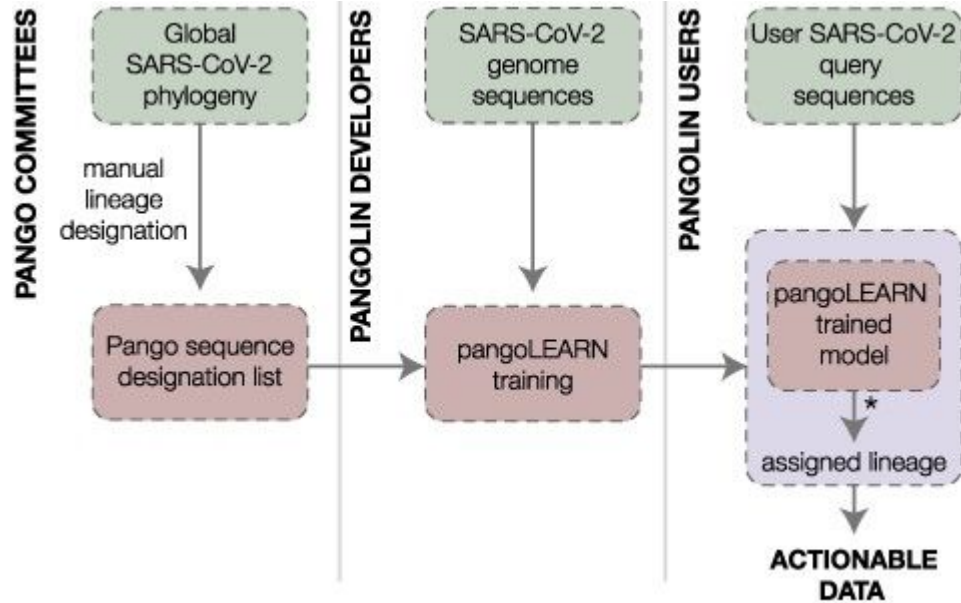 PANGO COMMITTEES
Global
SARS-CoV-2
phylogeny
manual
lineage
designation
Pango sequence
designation list
PANGOLIN DEVELOPERS
SARS-CoV-2
genome
sequences
pangoLEARN
training
PANGOLIN USERS
User SARS-CoV-2
query
sequences
pangoLEARN
trained
model
*
assigned lineage
ACTIONABLE
DATA